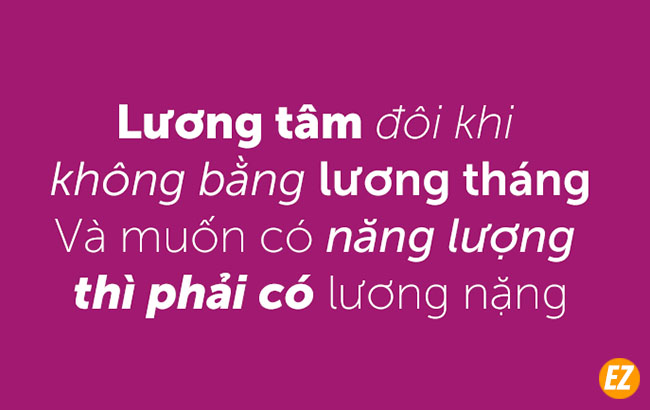 Lương tâm đôi khi
không bằng lương tháng
Và muốn có năng lượng
thì phải có lương nặng
EZ